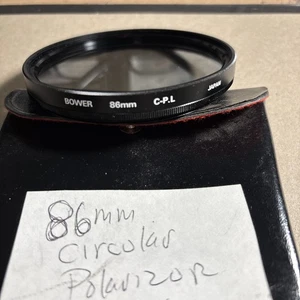 BOWER 86mm C-P.L JAPAN
86mm
Circular
Polarizor